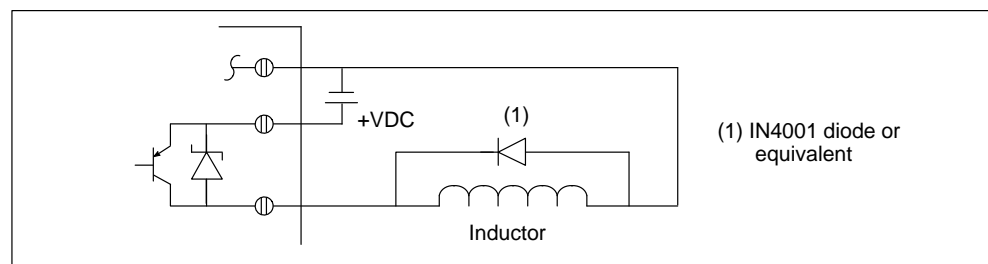 (1)
+VDC
(1) IN4001 diode or
equivalent
Inductor